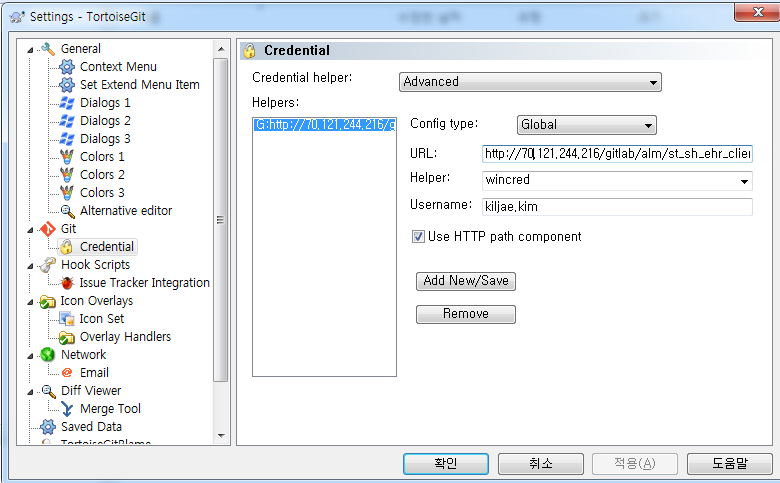 Settings - TortoiseGit
General
Context Menu
Set Extend Menu Item
Dialogs 1
Dialogs 2
Dialogs 3
Colors 1
Colors 2
Colors 3
Alternative editor
Git
Credential
Hook Scripts
Issue Tracker Integration
Icon Overlays
Icon Set
Overlay Handlers
Network
Email
Diff Viewer
Merge Tool
Saved Data
TortoiseGitBlame
Credential
Credential helper: Advanced
Helpers:
G:http://70.121.244.216/g
Config type: Global
URL: http://70.121.244.216/gitlab/alm/st_sh_ehr_clien
Helper: wincred
Username: kiljae.kim
Use HTTP path component
Add New/Save
Remove
확인 취소 적용(A) 도움말